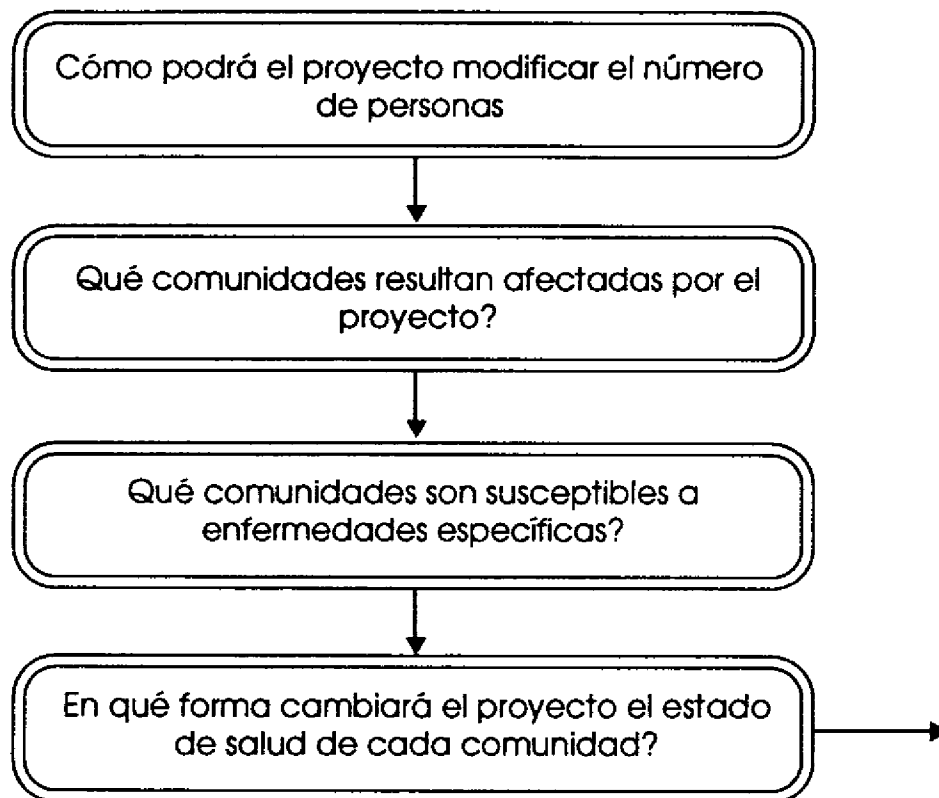 Cómo podrá el proyecto modificar el número
de personas
Qué comunidades resultan afectadas por el
proyecto?
Qué comunidades son susceptibles a
enfermedades específicas?
En qué forma cambiará el proyecto el estado
de salud de cada comunidad?